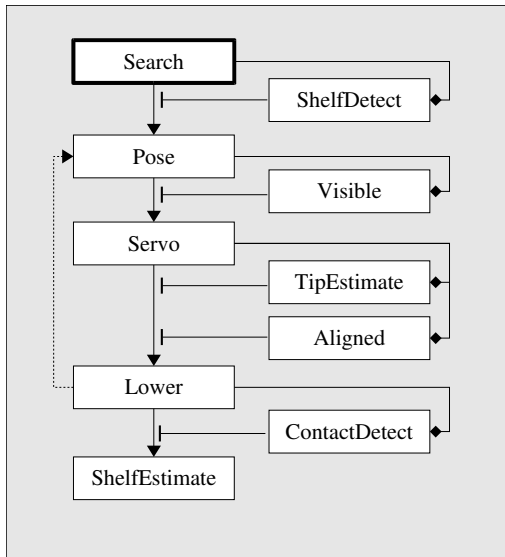 Search
ShelfDetect
Pose
Visible
Servo
TipEstimate
Aligned
Lower
ContactDetect
ShelfEstimate